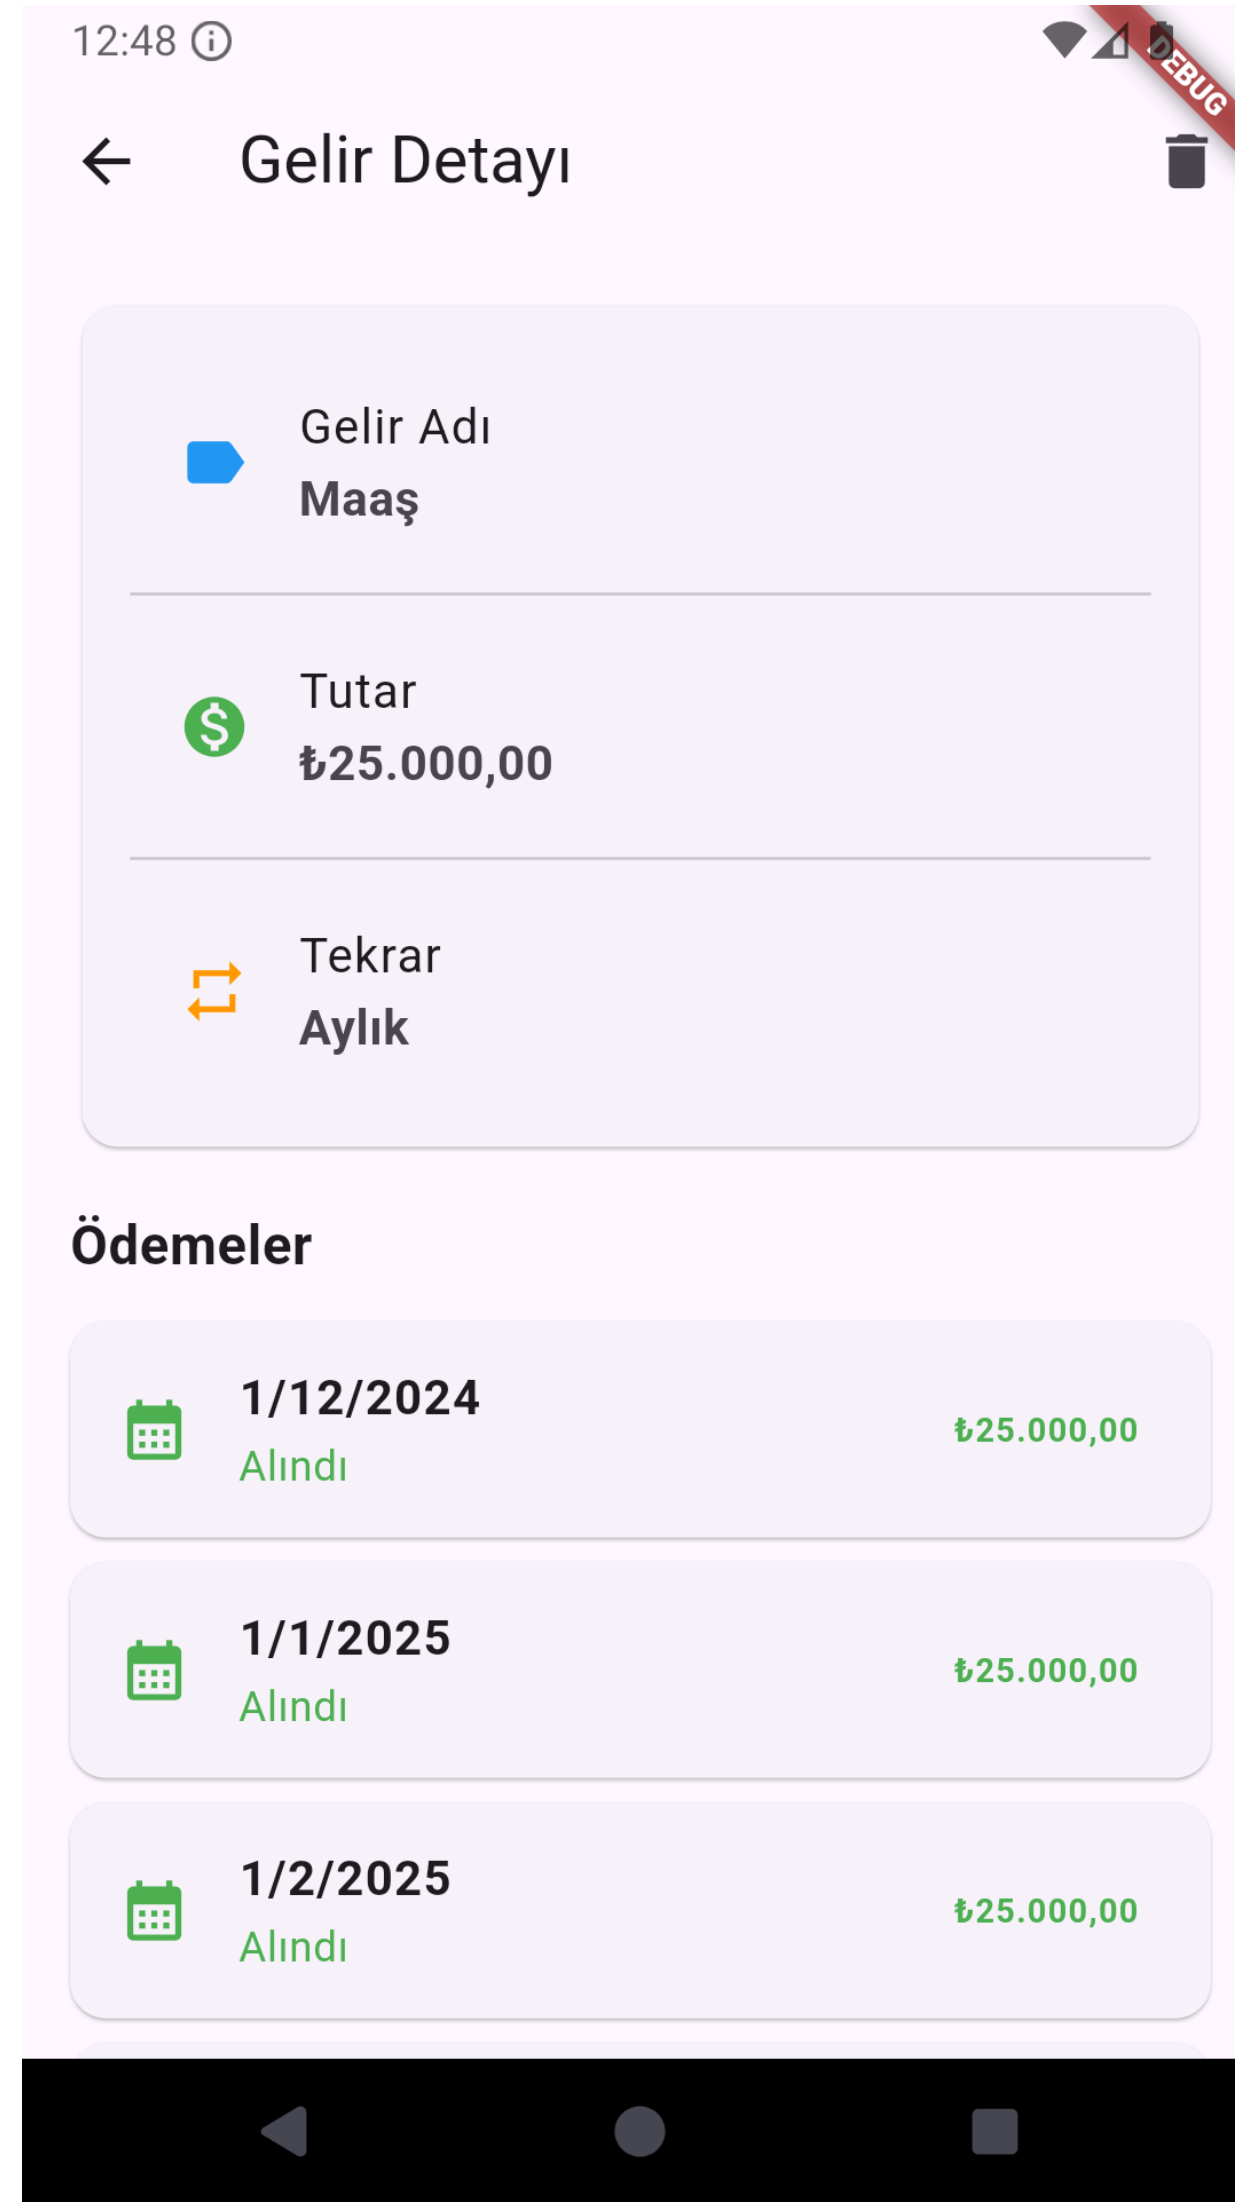 12:48
DEBUG
Gelir Detayı
Gelir Adı
Maaş
Tutar
₺25.000,00
Tekrar
Aylık
Ödemeler
1/12/2024
Alındı
₺25.000,00
1/1/2025
Alındı
₺25.000,00
1/2/2025
Alındı
₺25.000,00